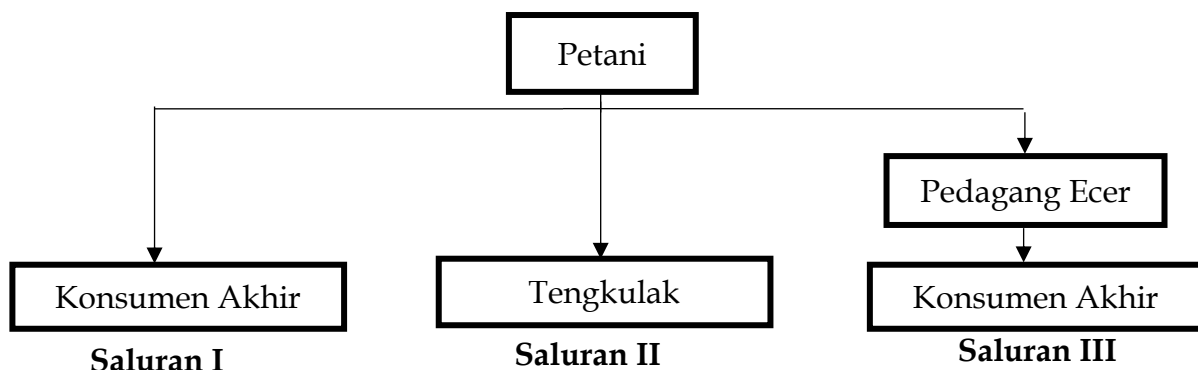 Petani
Pedagang Ecer
Konsumen Akhir
Tengkulak
Konsumen Akhir
Saluran I
Saluran II
Saluran III